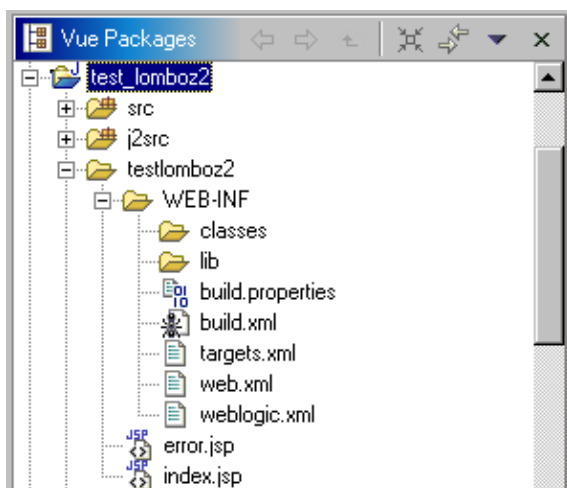 Vue Packages
test_lomboz2
src
j2src
testlomboz2
WEB-INF
classes
lib
build.properties
build.xml
targets.xml
web.xml
weblogic.xml
error.jsp
index.jsp